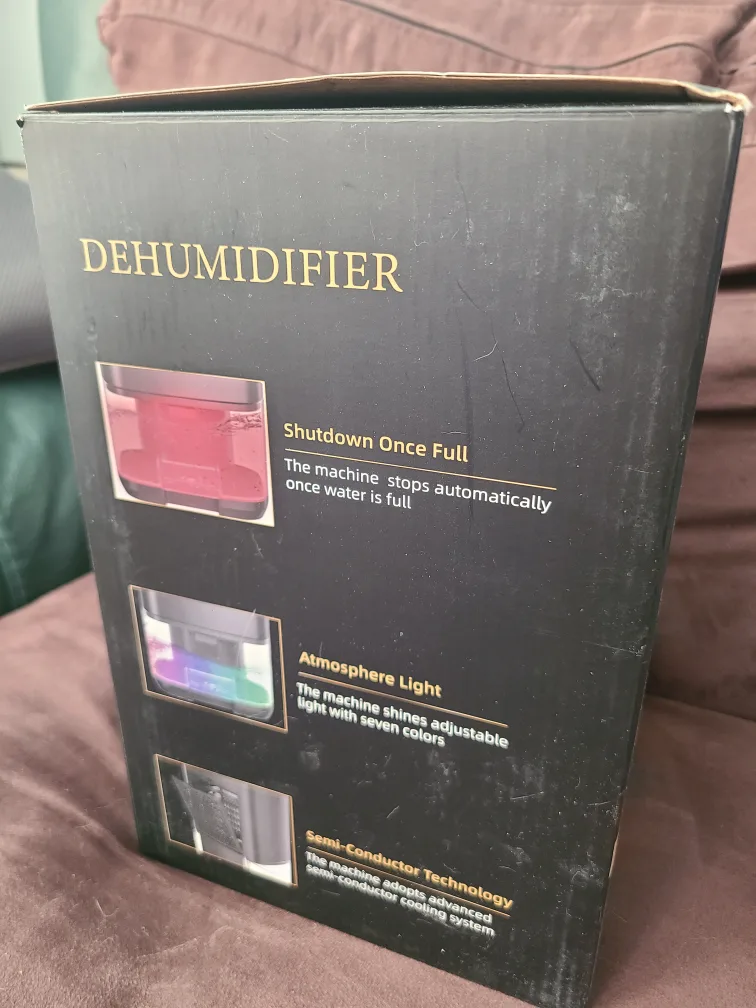 DEHUMIDIFIER
Shutdown Once Full
The machine stops automatically
once water is full
Atmosphere Light
The machine shines adjustable
light with seven colors
Semi-Conductor Technology
The machine adopts advanced
semi-conductor cooling system